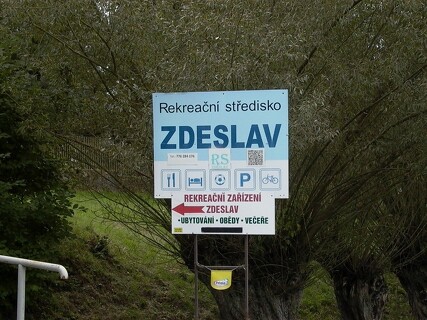 Rekreační středisko
ZDESLAV
RS
P
REKREAČNÍ ZAŘÍZENÍ
ZDESLAV
•UBYTOVÁNÍ • OBĚDY • VEČEŘE